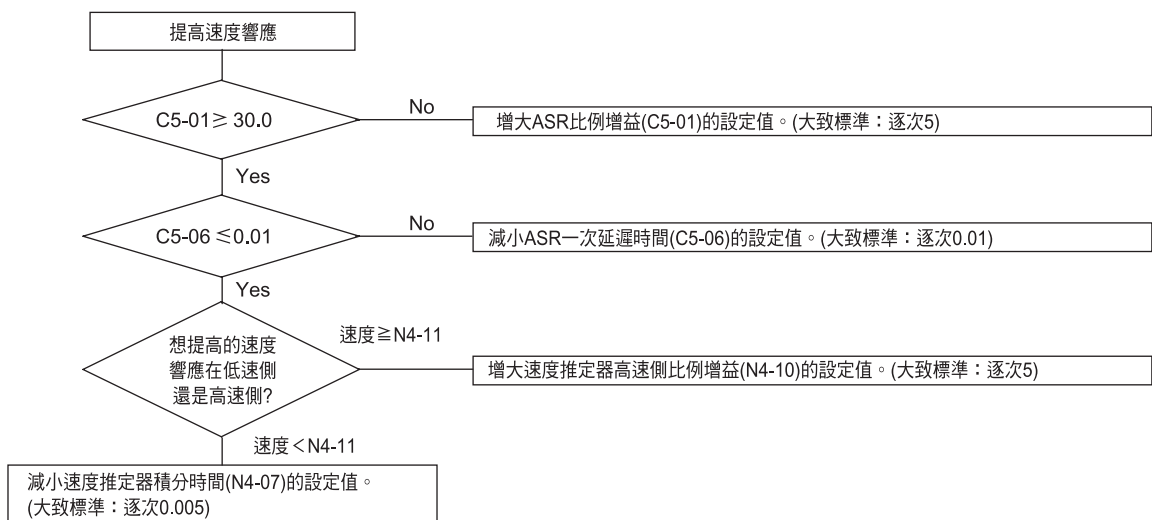 提高速度響應
C5-01≧30.0
No
增大ASR比例增益(C5-01)的設定值。(大致標準：逐次5)
Yes
C5-06≦0.01
No
減小ASR一次延遲時間(C5-06)的設定值。(大致標準：逐次0.01)
Yes
想提高的速度
響應在低速側
還是高速側?
速度≧N4-11
增大速度推定器高速側比例增益(N4-10)的設定值。(大致標準：逐次5)
速度＜N4-11
減小速度推定器積分時間(N4-07)的設定值。
(大致標準：逐次0.005)